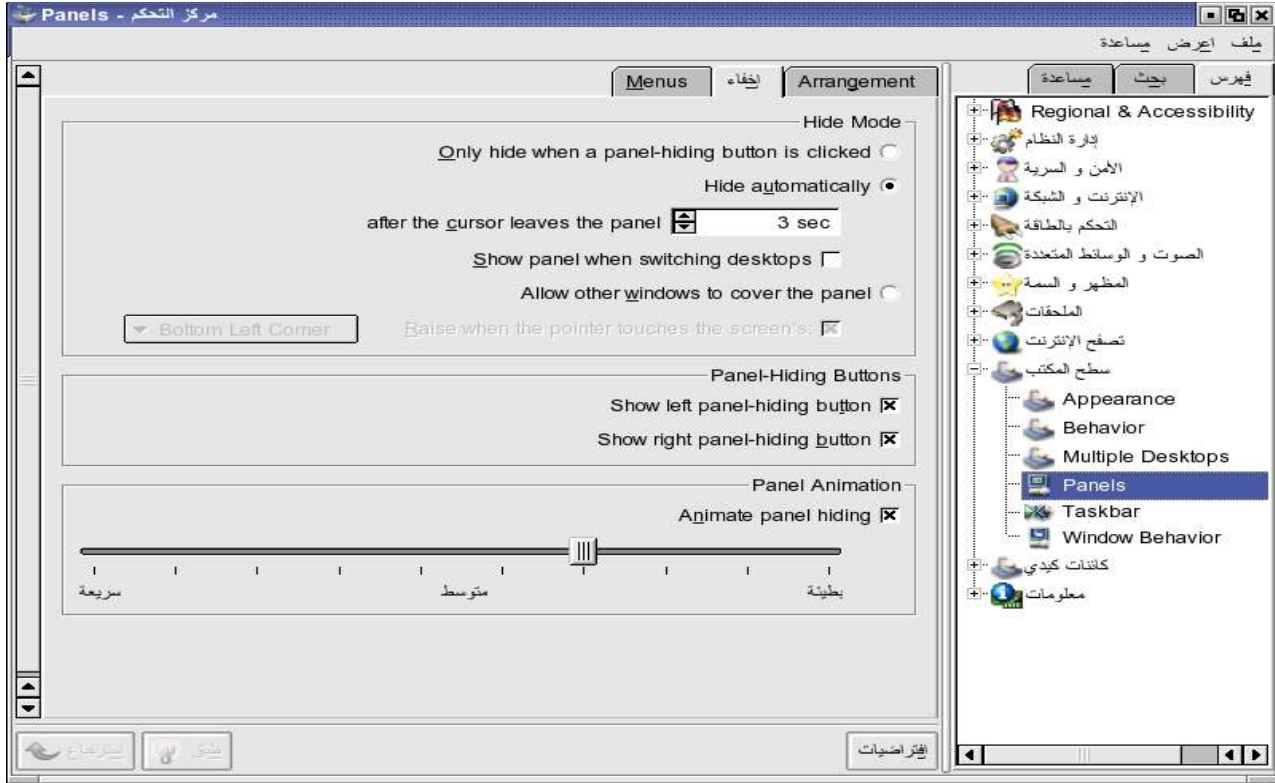 مركز التحكم - Panels
ملف اعرض مساعدة
فهرس بحث مساعدة
Regional & Accessibility
إدارة النظام
الأمن و السرية
الإنترنت و الشبكة
التحكم بالطاقة
الصوت و الوسائط المتعددة
المظهر و السمة
الملحقات
تصفح الإنترنت
سطح المكتب
Appearance
Behavior
Multiple Desktops
Panels
Taskbar
Window Behavior
كائنات كيدي
معلومات
Arrangement إخفاء Menus
Hide Mode
Only hide when a panel-hiding button is clicked
Hide automatically
3 sec after the cursor leaves the panel
Show panel when switching desktops
Allow other windows to cover the panel
Raise when the pointer touches the screen's: Bottom Left Corner
Panel-Hiding Buttons
Show left panel-hiding button
Show right panel-hiding button
Panel Animation
Animate panel hiding
بطيئة متوسط سريعة
افتراضيات طبق استرجاع